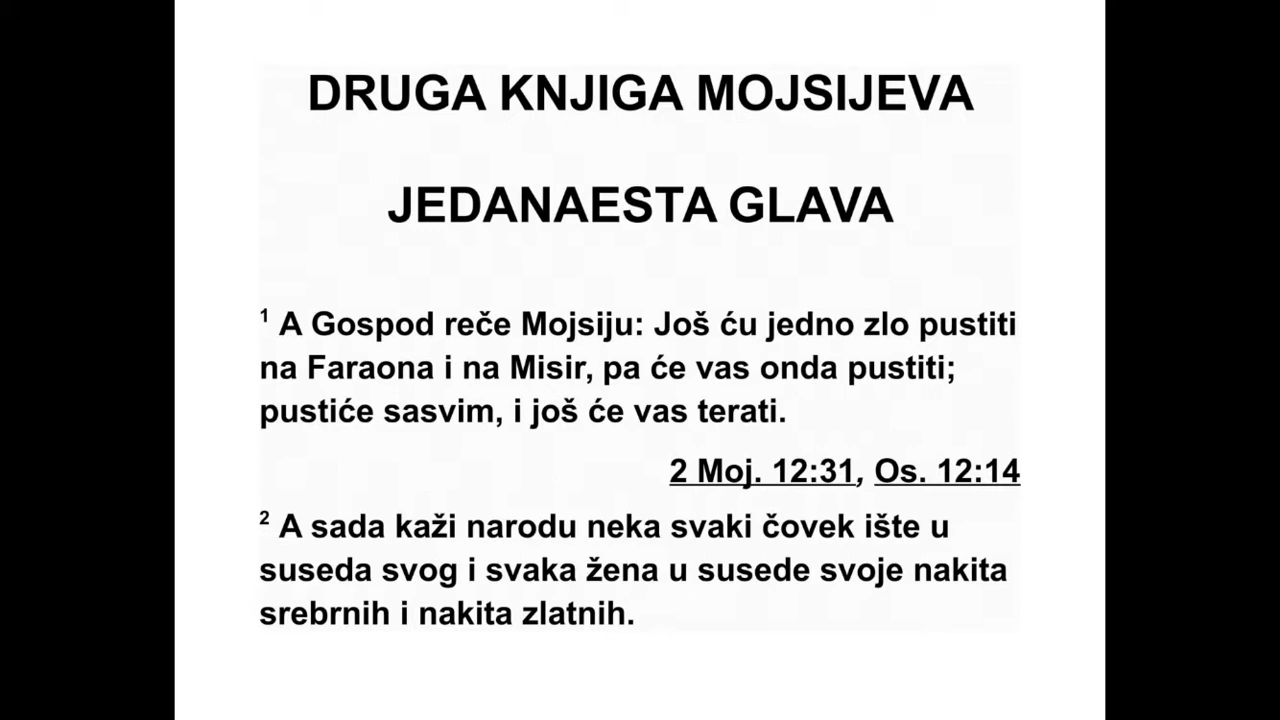 DRUGA KNJIGA MOJSIJEVA
JEDANAESTA GLAVA
1 A Gospod reče Mojsiju: Još ću jedno zlo pustiti
na Faraona i na Misir, pa će vas onda pustiti;
pustiće sasvim, i još će vas terati.
2 Moj. 12:31, Os. 12:14
2 A sada kaži narodu neka svaki čovek ište u
suseda svog i svaka žena u susede svoje nakita
srebrnih i nakita zlatnih.